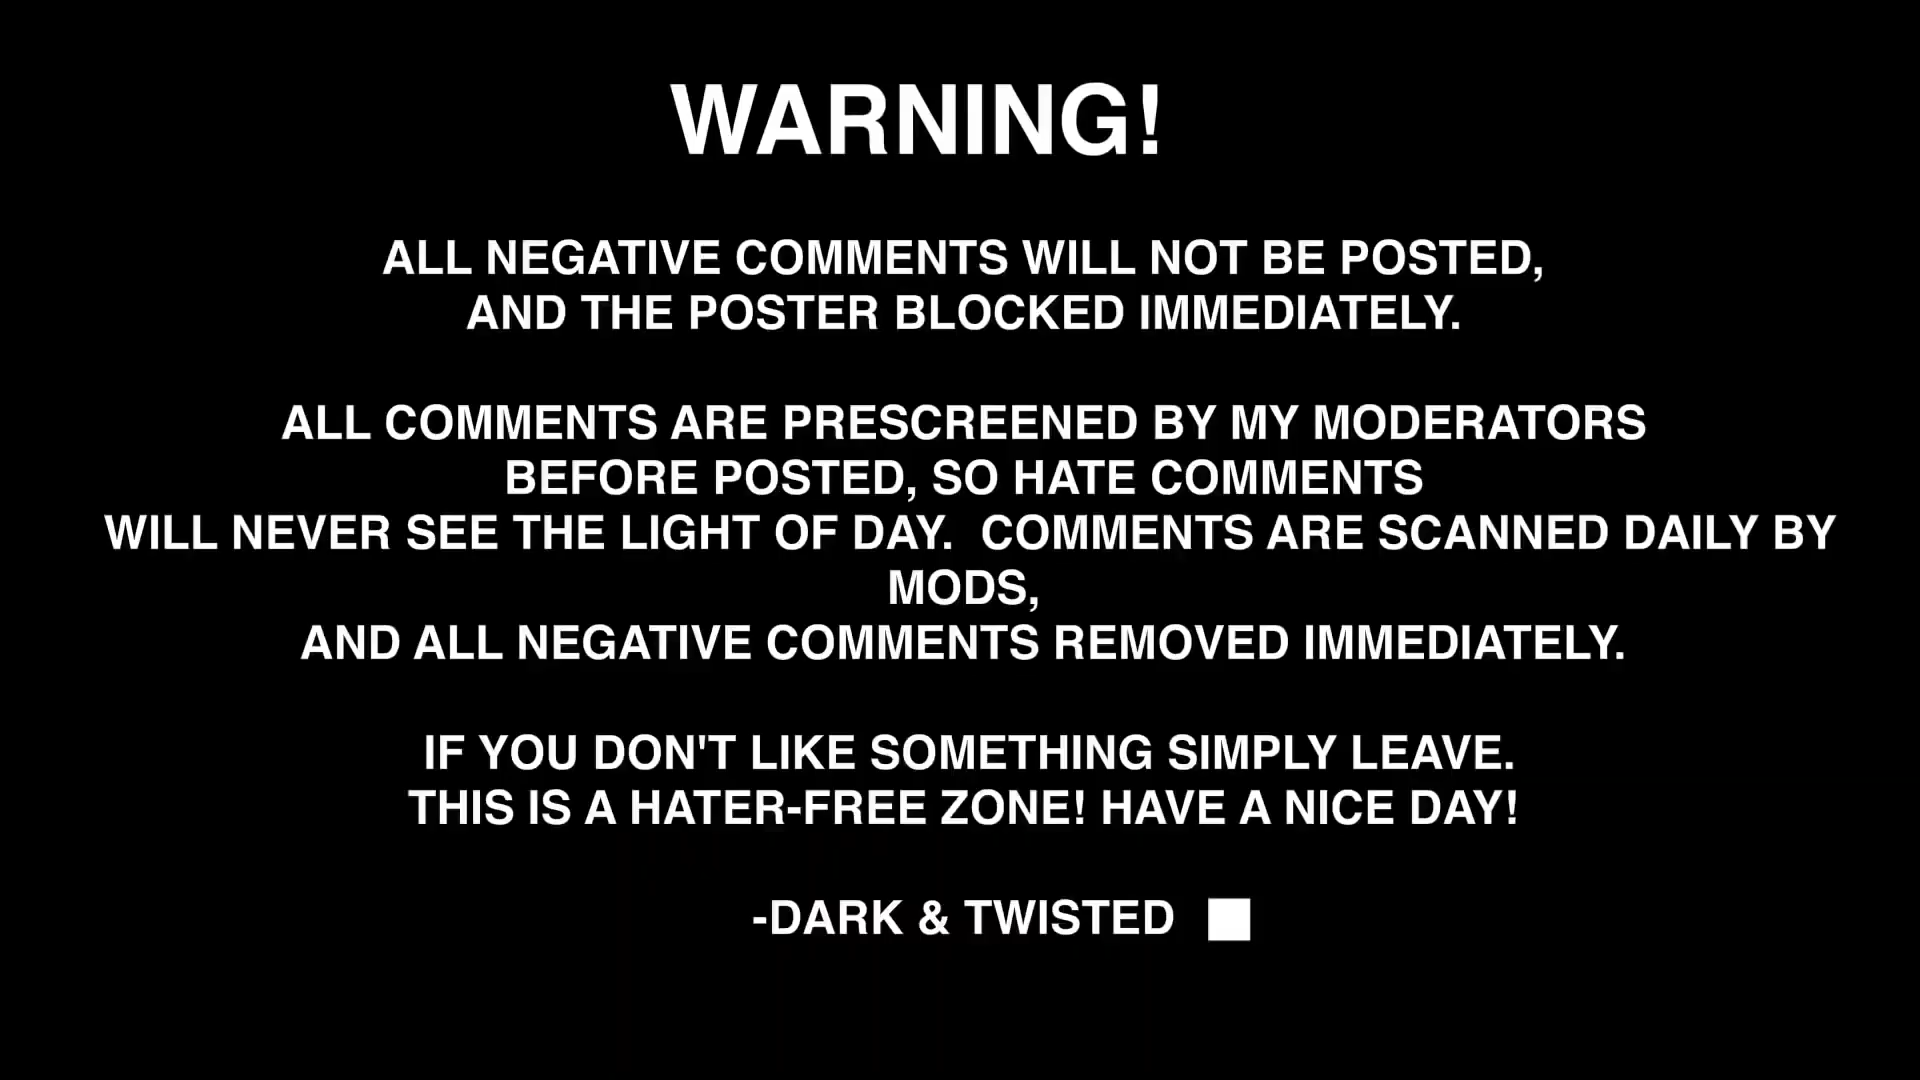 WARNING!
ALL NEGATIVE COMMENTS WILL NOT BE POSTED,
AND THE POSTER BLOCKED IMMEDIATELY.
ALL COMMENTS ARE PRESCREENED BY MY MODERATORS
BEFORE POSTED, SO HATE COMMENTS
WILL NEVER SEE THE LIGHT OF DAY.  COMMENTS ARE SCANNED DAILY BY
MODS,
AND ALL NEGATIVE COMMENTS REMOVED IMMEDIATELY.
IF YOU DON'T LIKE SOMETHING SIMPLY LEAVE.
THIS IS A HATER-FREE ZONE! HAVE A NICE DAY!
-DARK & TWISTED